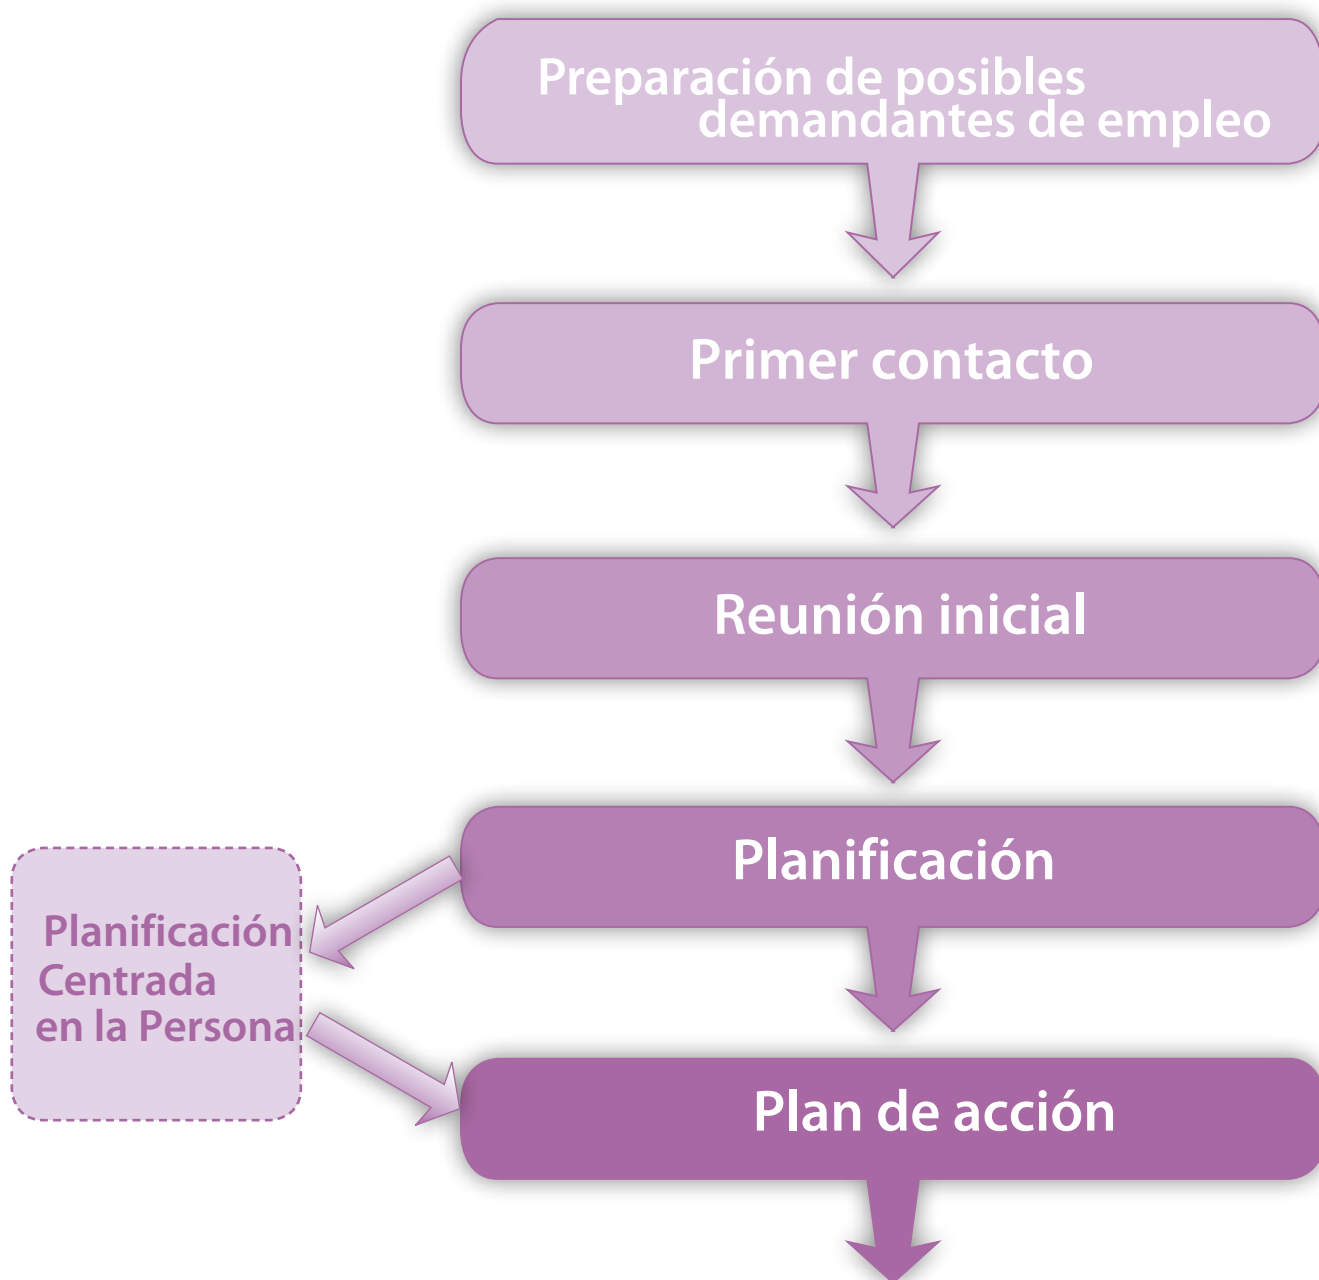 Preparación de posibles
demandantes de empleo
Primer contacto
Reunión inicial
Planificación
Planificación
Centrada
en la Persona
Plan de acción